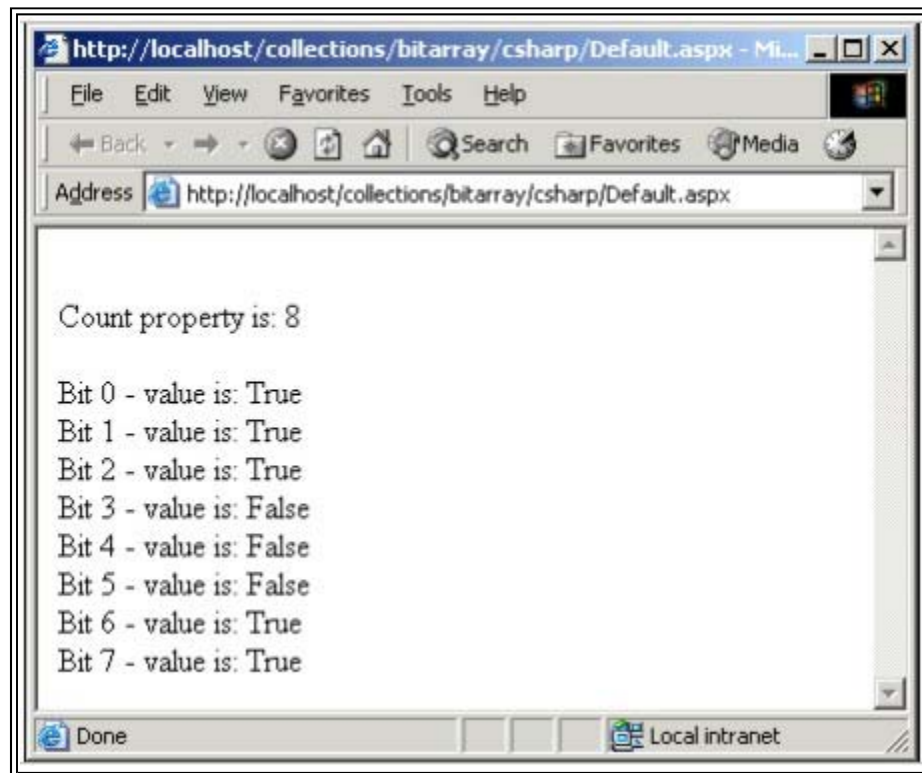 http://localhost/collections/bitarray/csharp/Default.aspx - Mi...
File Edit View Favorites Tools Help
Back Search Favorites Media
Address http://localhost/collections/bitarray/csharp/Default.aspx
Count property is: 8
Bit 0 - value is: True
Bit 1 - value is: True
Bit 2 - value is: True
Bit 3 - value is: False
Bit 4 - value is: False
Bit 5 - value is: False
Bit 6 - value is: True
Bit 7 - value is: True
Done Local intranet